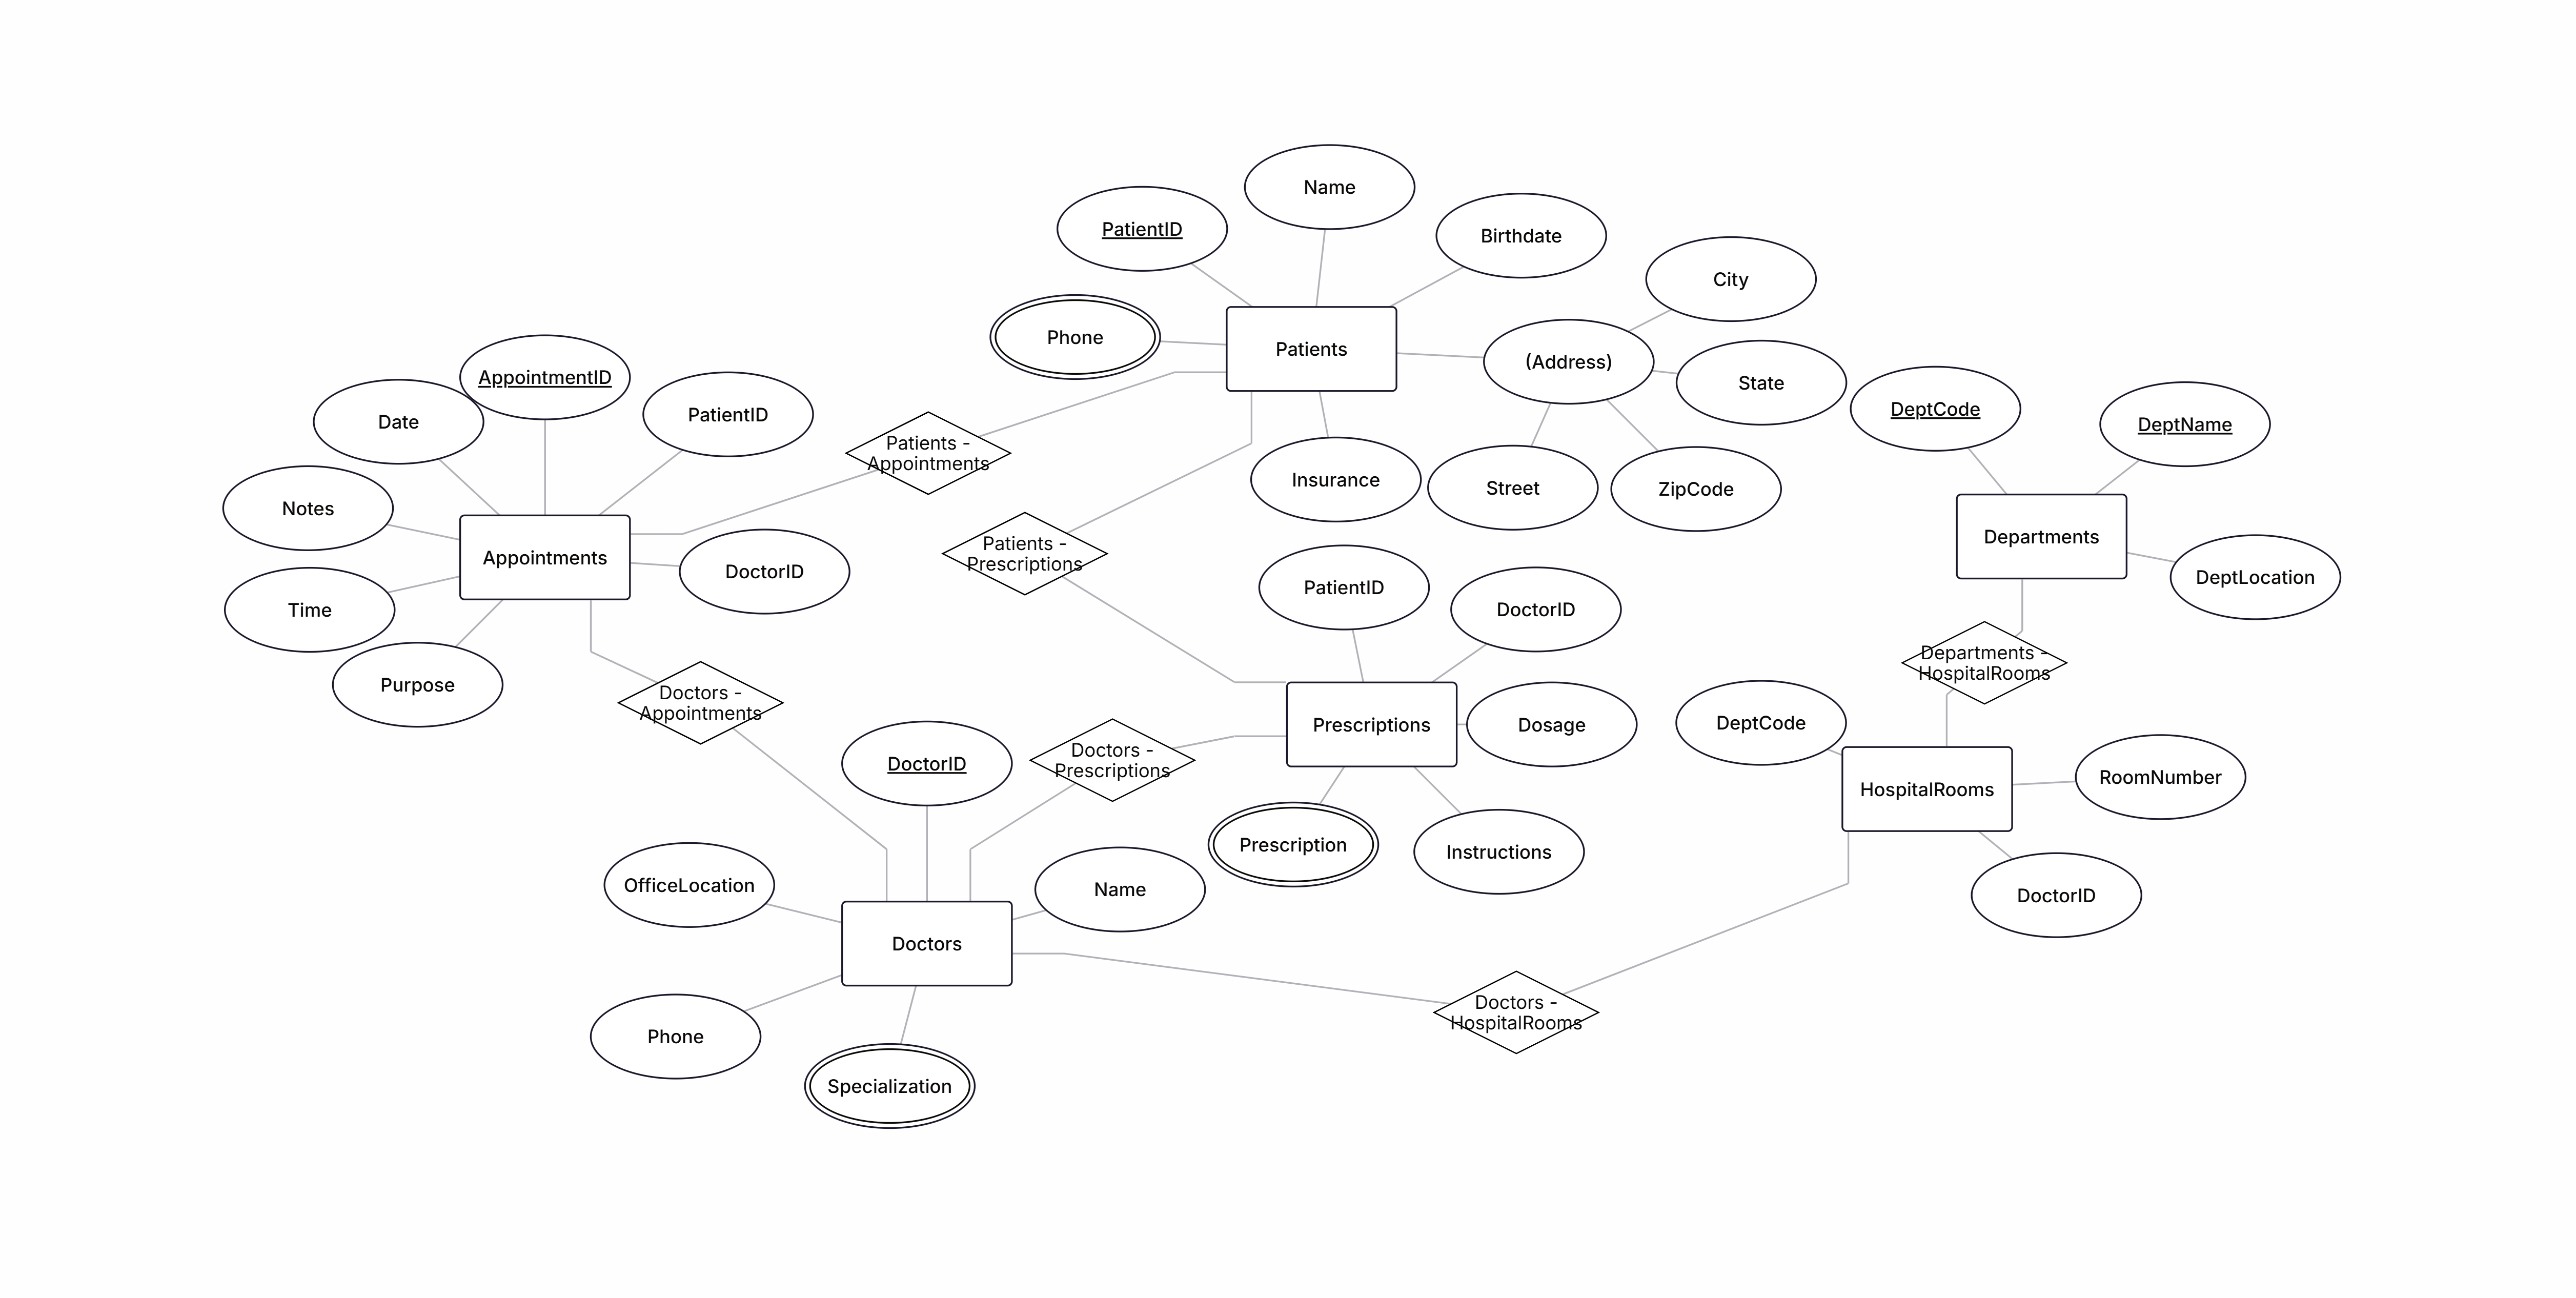 Name
PatientID
Birthdate
City
Phone
Patients
(Address)
State
AppointmentID
Date
PatientID
DeptCode
DeptName
Patients -
Appointments
Insurance
Street
ZipCode
Notes
Appointments
DoctorID
Patients -
Prescriptions
Departments
DeptLocation
Time
PatientID
DoctorID
Purpose
Departments -
HospitalRooms
Doctors -
Appointments
DoctorID
Doctors -
Prescriptions
Prescriptions
Dosage
DeptCode
HospitalRooms
RoomNumber
Prescription
Instructions
OfficeLocation
Name
DoctorID
Doctors
Phone
Doctors -
HospitalRooms
Specialization